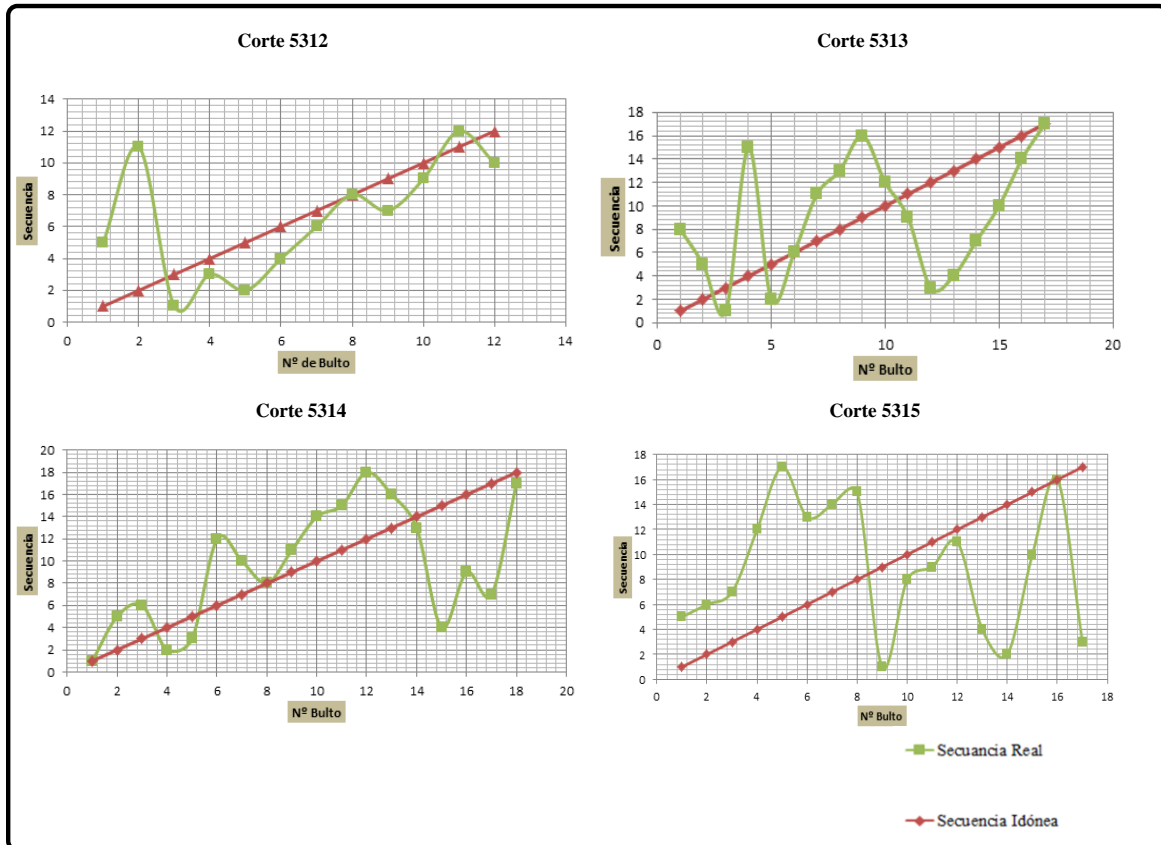 Corte 5312
14
12
10
8
6
4
2
0
0 2 4 6 8 10 12 14
Secuencia
Nº de Bulto
Corte 5313
18
16
14
12
10
8
6
4
2
0
0 5 10 15 20
Secuencia
Nº Bulto
Corte 5314
20
18
16
14
12
10
8
6
4
2
0
0 2 4 6 8 10 12 14 16 18 20
Secuencia
Nº Bulto
Corte 5315
18
16
14
12
10
8
6
4
2
0
0 2 4 6 8 10 12 14 16 18
Secuencia
Nº Bulto
Secuancia Real
Secuencia Idónea